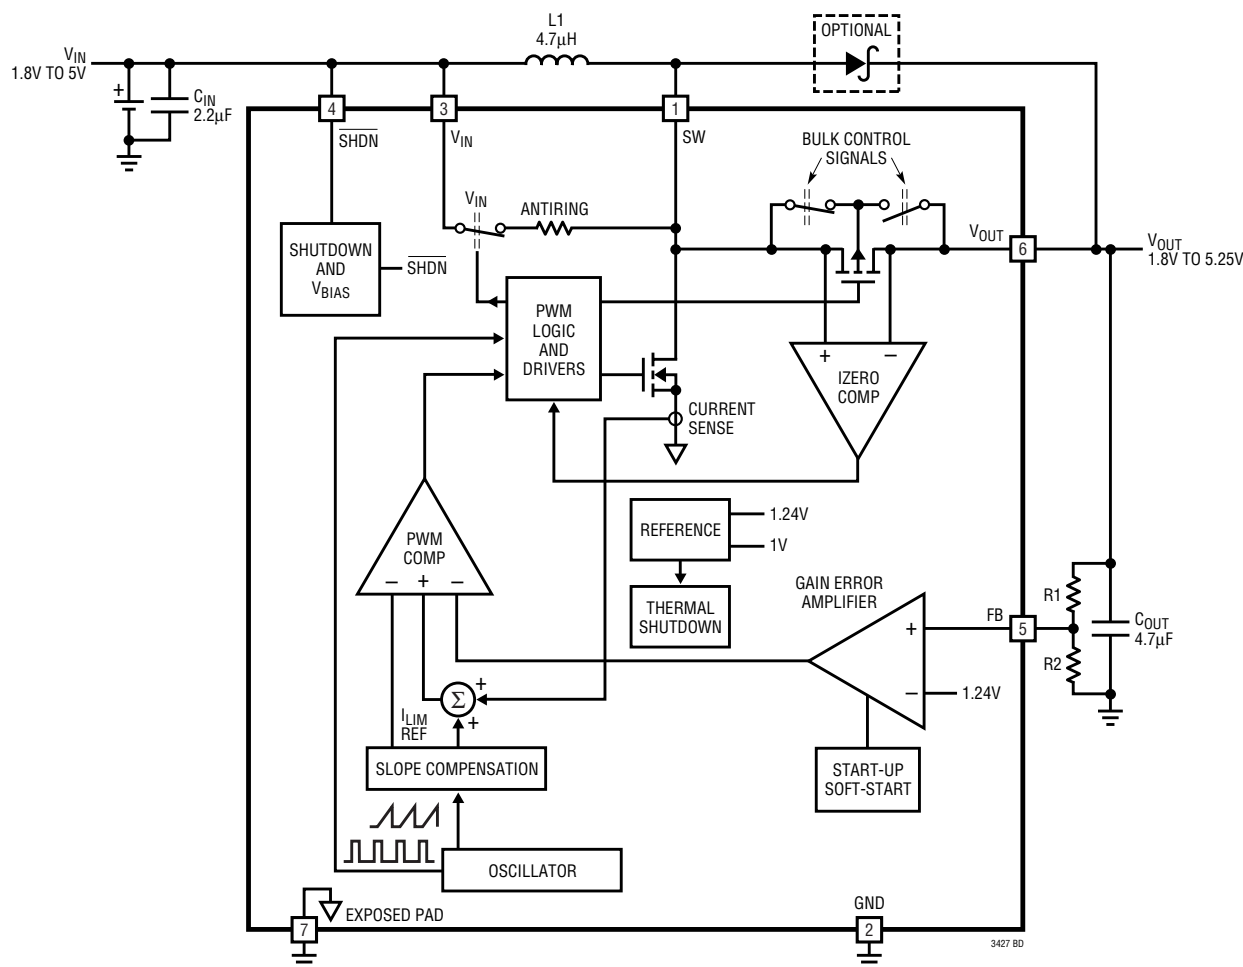 L1
4.7μH
OPTIONAL
VIN
1.8V TO 5V
+
CIN
2.2μF
4
3
1
SHDN
VIN
SW
BULK CONTROL
SIGNALS
VIN
ANTIRING
VOUT
6
VOUT
1.8V TO 5.25V
SHUTDOWN
AND
VBIAS
SHDN
PWM
LOGIC
AND
DRIVERS
+ –
IZERO
COMP
CURRENT
SENSE
REFERENCE
1.24V
1V
PWM
COMP
– + –
THERMAL
SHUTDOWN
GAIN ERROR
AMPLIFIER
FB
5
R1
R2
COUT
4.7μF
+
–
1.24V
Σ
+
+
ILIM
REF
SLOPE COMPENSATION
START-UP
SOFT-START
OSCILLATOR
EXPOSED PAD
7
GND
2
3427 BD